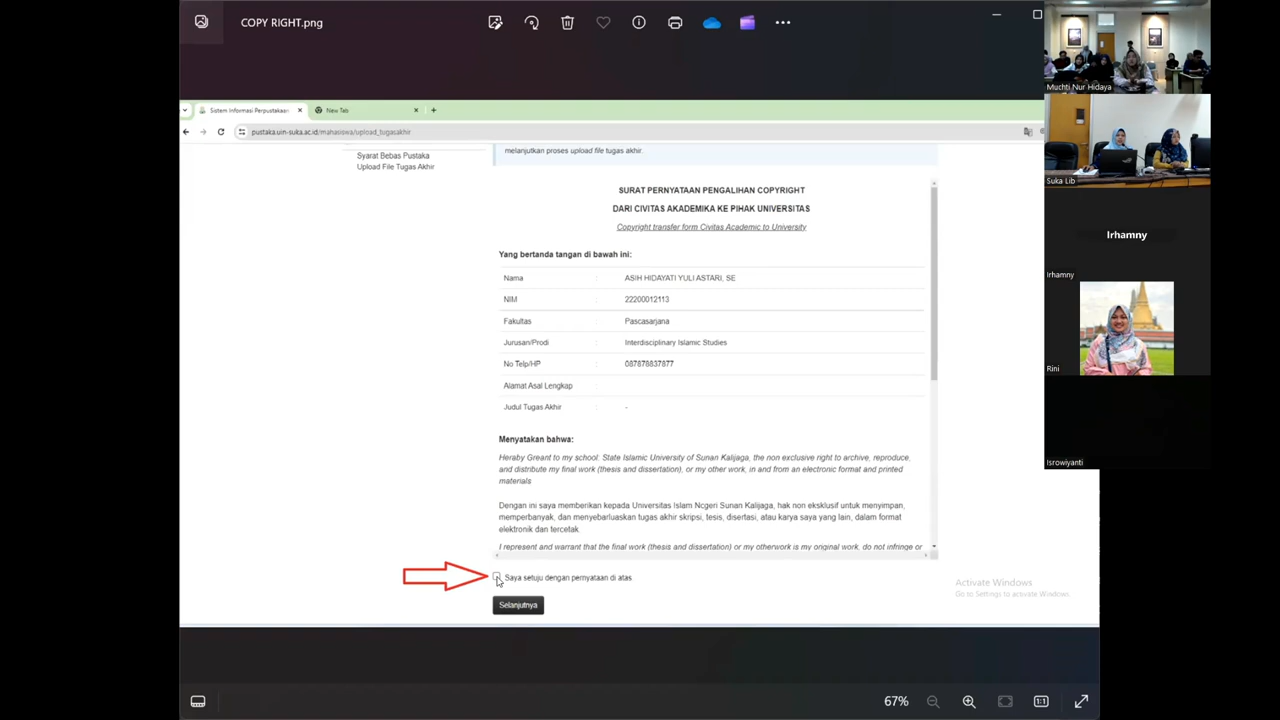 COPY RIGHT.png
Sistem Informasi Perpustakaan
New Tab
pustaka.uin-suka.ac.id/mahasiswa/upload_tugasakhir
Syarat Bebas Pustaka
Upload File Tugas Akhir
melanjutkan proses upload file tugas akhir.
SURAT PERNYATAAN PENGALIHAN COPYRIGHT
DARI CIVITAS AKADEMIKA KE PIHAK UNIVERSITAS
Copyright transfer form Civitas Academic to University
Yang bertanda tangan di bawah ini:
Nama : ASIH HIDAYATI YULI ASTARI, SE
NIM : 22200012113
Fakultas : Pascasarjana
Jurusan/Prodi : Interdisciplinary Islamic Studies
No Telp/HP : 087878837877
Alamat Asal Lengkap :
Judul Tugas Akhir : -
Menyatakan bahwa:
Heraby Greant to my school: State Islamic University of Sunan Kalijaga, the non exclusive right to archive, reproduce,
and distribute my final work (thesis and dissertation), or my other work, in and from an electronic format and printed
materials
Dengan ini saya memberikan kepada Universitas Islam Negeri Sunan Kalijaga, hak non eksklusif untuk menyimpan,
memperbanyak, dan menyebarluaskan tugas akhir skripsi, tesis, disertasi, atau karya saya yang lain, dalam format
elektronik dan tercetak
I represent and warrant that the final work (thesis and dissertation) or my otherwork is my original work, do not infringe or
Saya setuju dengan pernyataan di atas
Selanjutnya
Activate Windows
Go to Settings to activate Windows.
67%
1:1
Muchti Nur Hidaya
Suka Lib
Irhamny
Irhamny
Rini
Isrowiyanti